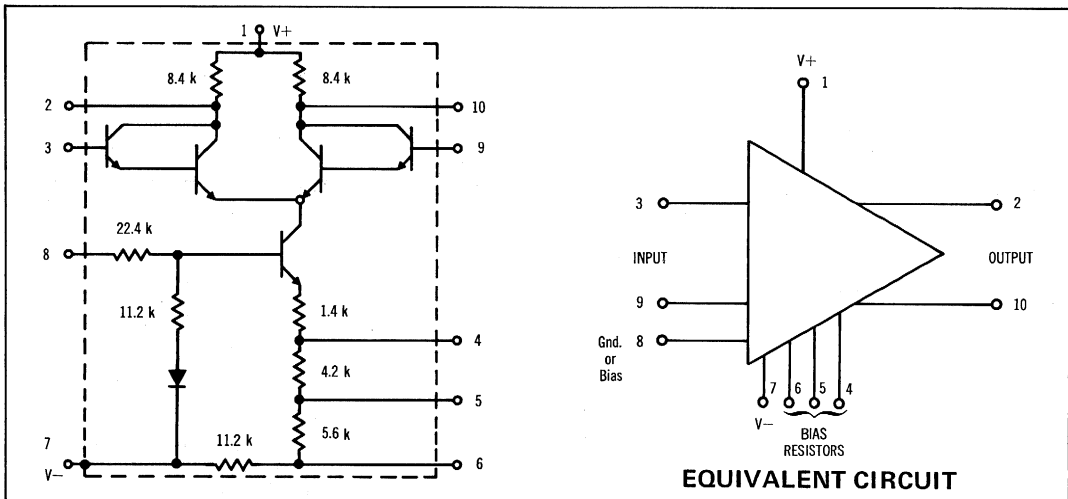 1 V+
8.4 k 8.4 k
2 10
3 9
22.4 k
8
11.2 k
1.4 k
4
4.2 k
5
5.6 k
7 11.2 k
V− 6
V+
1
3 2
INPUT OUTPUT
9 10
Gnd. 8
or
Bias
7 6 5 4
V−
BIAS
RESISTORS
EQUIVALENT CIRCUIT